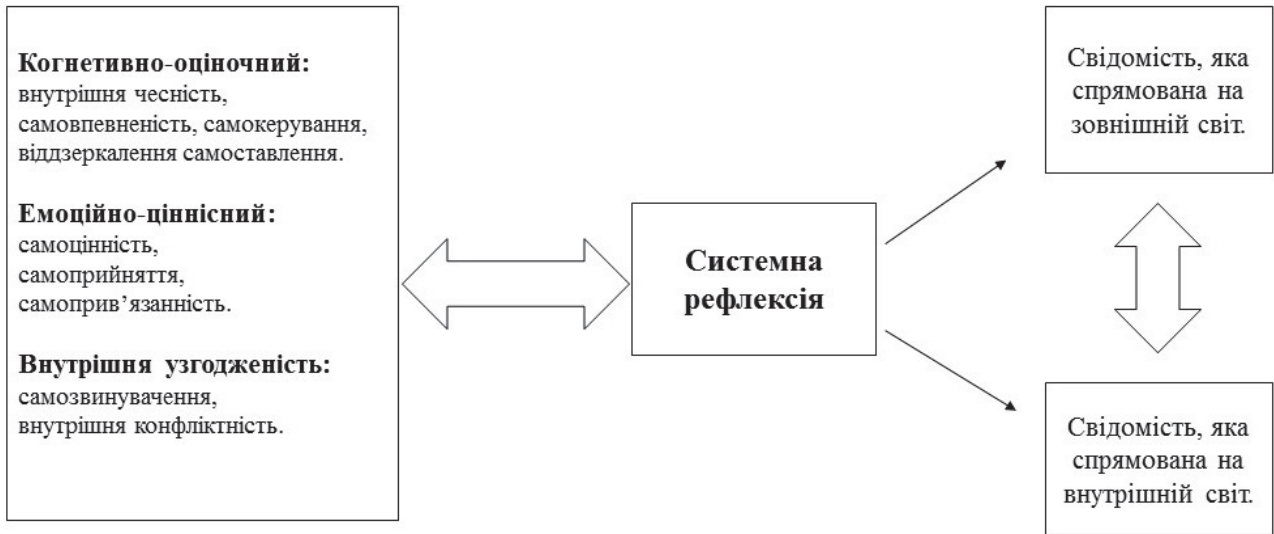 Когнетивно-оціночний:
внутрішня чесність,
самовпевненість, самокерування,
віддзеркалення самоставлення.
Емоційно-ціннісний:
самоцінність,
самоприйняття,
самоприв’язанність.
Внутрішня узгодженість:
самозвинувачення,
внутрішня конфліктність.
Системна
рефлексія
Свідомість, яка
спрямована на
зовнішній світ.
Свідомість, яка
спрямована на
внутрішній світ.